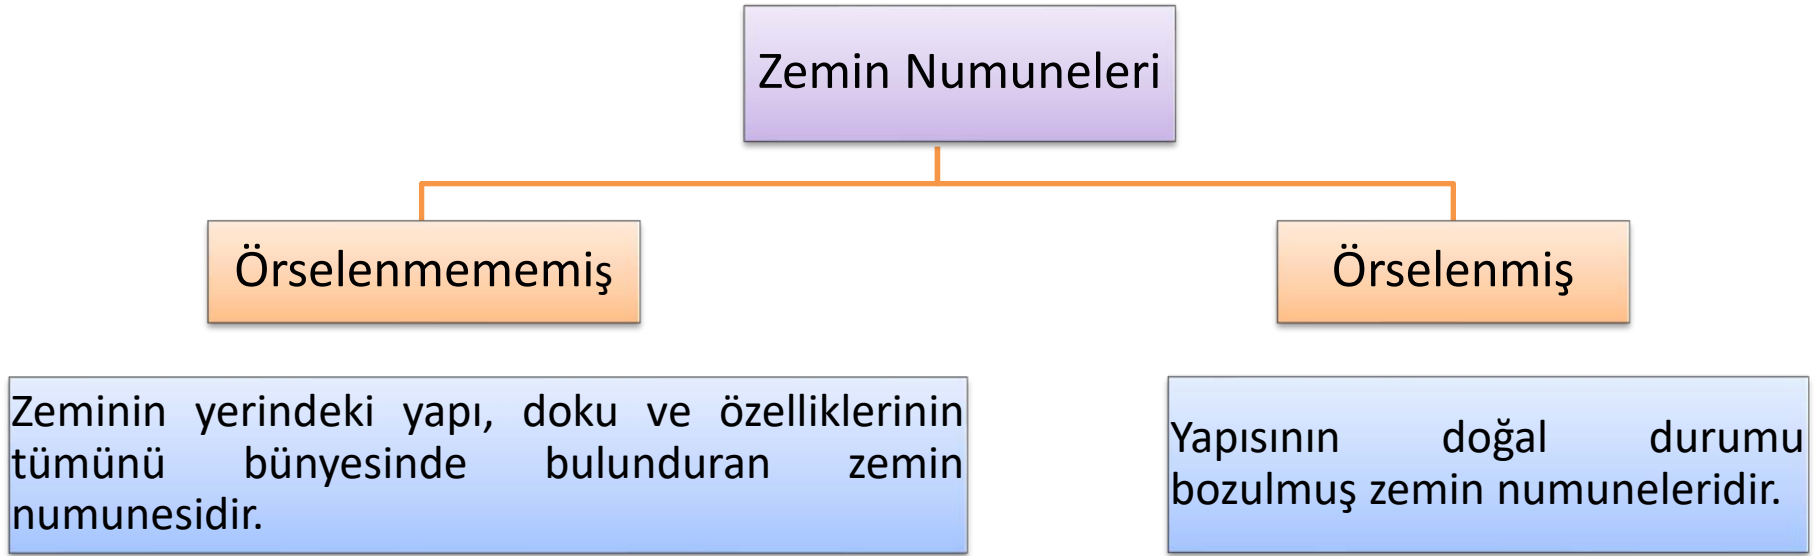 Zemin Numuneleri
Örselenmememiş
Örselenmiş
Zeminin yerindeki yapı, doku ve özelliklerinin
tümünü bünyesinde bulunduran zemin
numunesidir.
Yapısının doğal durumu
bozulmuş zemin numuneleridir.